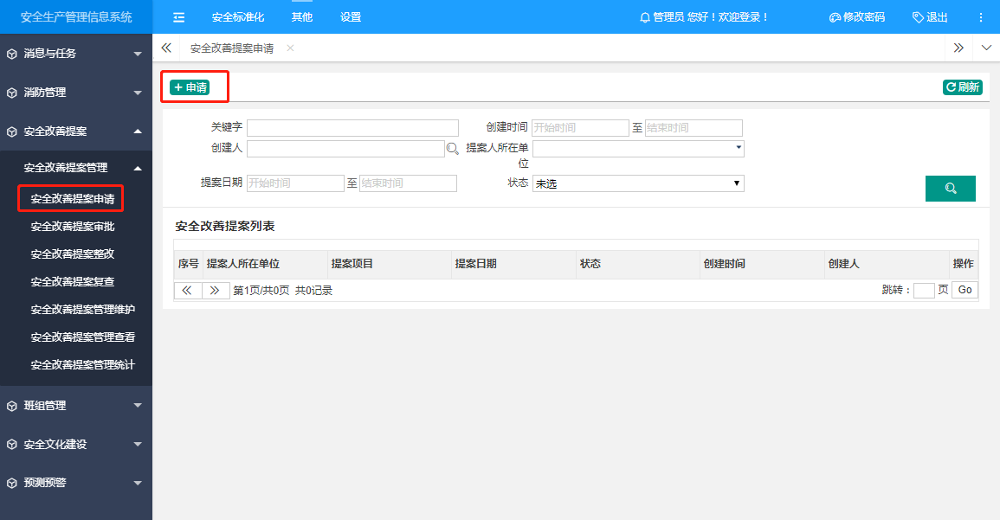 安全生产管理信息系统
安全标准化 其他 设置
管理员 您好！欢迎登录！ 修改密码 退出
消息与任务
消防管理
安全改善提案
安全改善提案管理
安全改善提案申请
安全改善提案审批
安全改善提案整改
安全改善提案复查
安全改善提案管理维护
安全改善提案管理查看
安全改善提案管理统计
班组管理
安全文化建设
预测预警
安全改善提案申请
申请 刷新
关键字 创建时间 开始时间 至 结束时间
创建人 提案人所在单位
提案日期 开始时间 至 结束时间 状态 未选
安全改善提案列表
序号 提案人所在单位 提案项目 提案日期 状态 创建时间 创建人 操作
第1页/共0页 共0记录 跳转： 页 Go